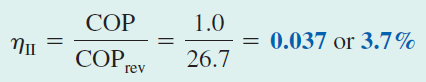 η_II = COP / COP_rev = 1.0 / 26.7 = 0.037 or 3.7%